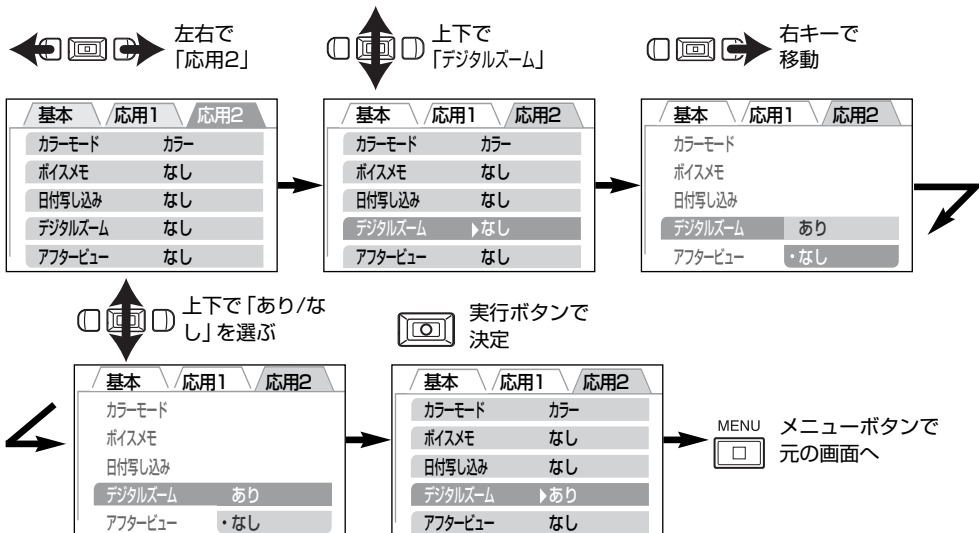 左右で
「応用2」
基本 応用1 応用2
カラーモード カラー
ボイスメモ なし
日付写し込み なし
デジタルズーム なし
アフタービュー なし
上下で
「デジタルズーム」
基本 応用1 応用2
カラーモード カラー
ボイスメモ なし
日付写し込み なし
デジタルズーム なし
アフタービュー なし
右キーで
移動
基本 応用1 応用2
カラーモード
ボイスメモ
日付写し込み
デジタルズーム あり
アフタービュー ・なし
上下で「あり/な
し」を選ぶ
基本 応用1 応用2
カラーモード
ボイスメモ
日付写し込み
デジタルズーム あり
アフタービュー ・なし
実行ボタンで
決定
基本 応用1 応用2
カラーモード カラー
ボイスメモ なし
日付写し込み なし
デジタルズーム あり
アフタービュー なし
MENU メニューボタンで
元の画面へ